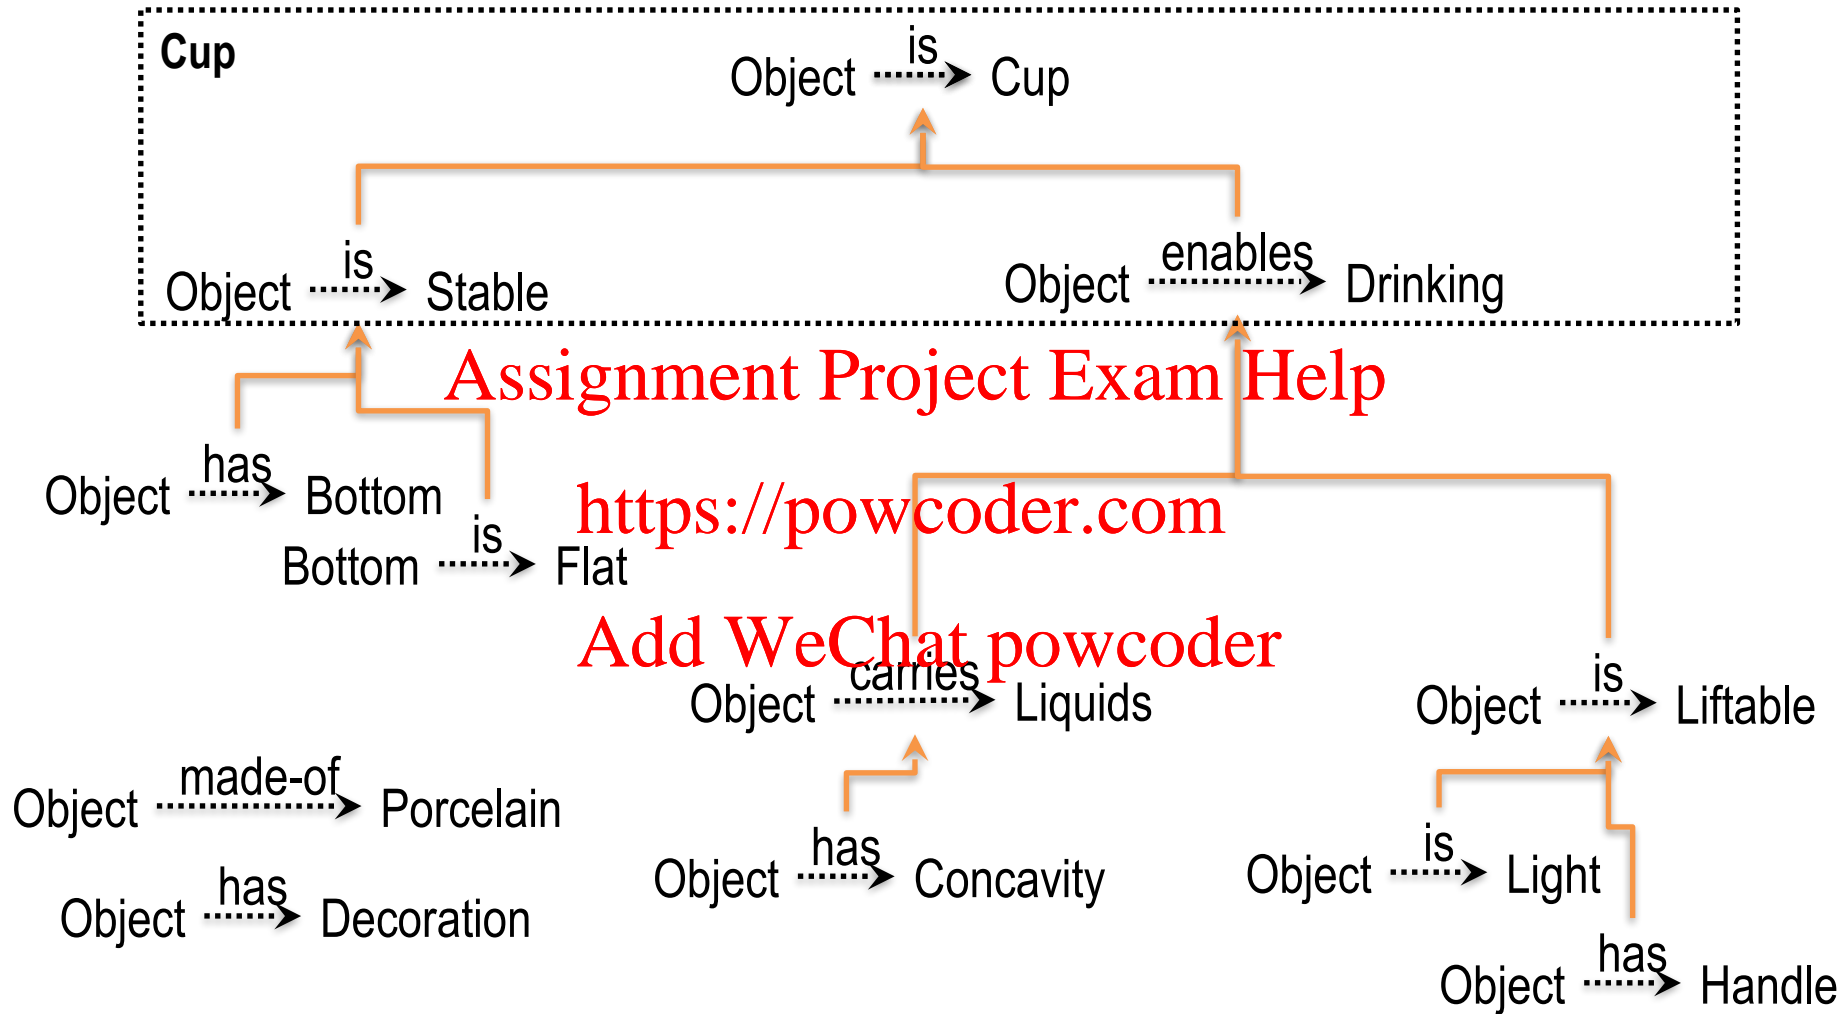 Cup
Object is Cup
Object is Stable
Object enables Drinking
Assignment Project Exam Help
Object has Bottom
Bottom is Flat
https://powcoder.com
Add WeChat powcoder
Object carries Liquids
Object is Liftable
Object made-of Porcelain
Object has Concavity
Object is Light
Object has Decoration
Object has Handle